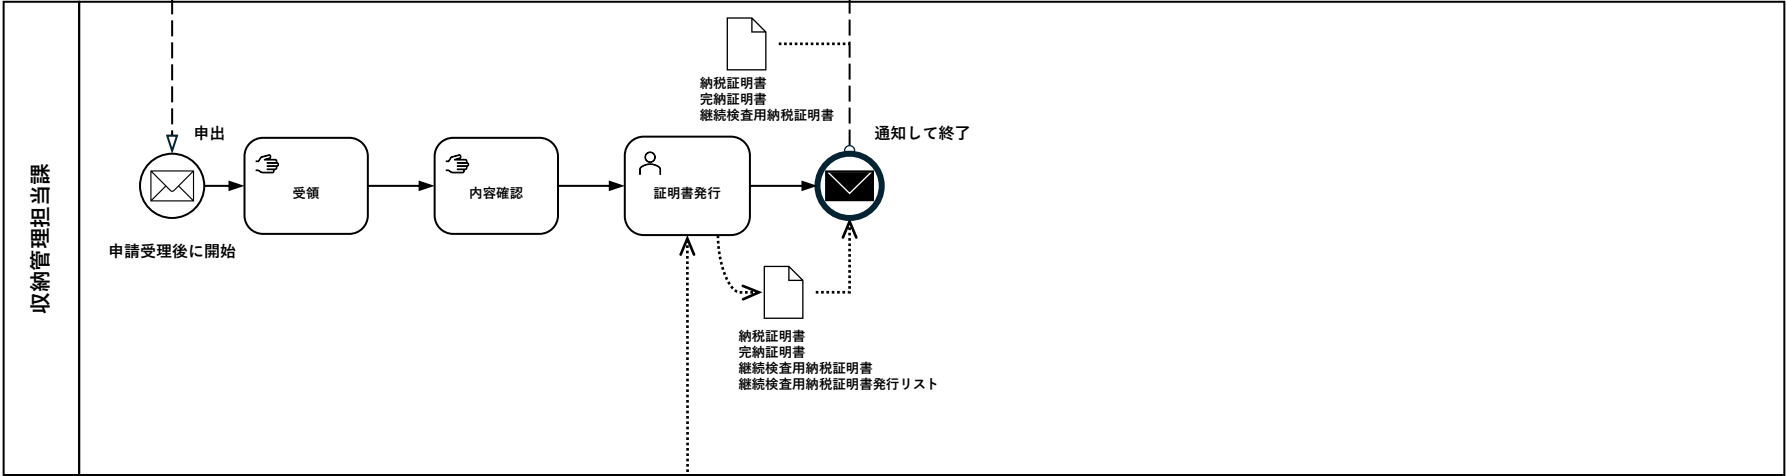 収納管理担当課
申出
申請受理後に開始
受領
内容確認
証明書発行
納税証明書
完納証明書
継続検査用納税証明書
通知して終了
納税証明書
完納証明書
継続検査用納税証明書
継続検査用納税証明書発行リスト